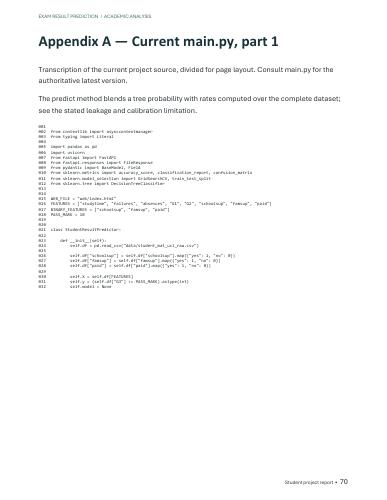 EXAM RESULT PREDICTION / ACADEMIC ANALYSIS
Appendix A — Current main.py, part 1
Transcription of the current project source, divided for page layout. Consult main.py for the
authoritative latest version.
The predict method blends a tree probability with rates computed over the complete dataset;
see the stated leakage and calibration limitation.
001
002 from contextlib import asynccontextmanager
003 from typing import Literal
004
005 import pandas as pd
006 import uvicorn
007 from fastapi import FastAPI
008 from fastapi.responses import FileResponse
009 from pydantic import BaseModel, Field
010 from sklearn.metrics import accuracy_score, classification_report, confusion_matrix
011 from sklearn.model_selection import GridSearchCV, train_test_split
012 from sklearn.tree import DecisionTreeClassifier
013
014
015 WEB_FILE = "web/index.html"
016 FEATURES = ["studytime", "failures", "absences", "G1", "G2", "schoolsup", "famsup", "paid"]
017 BINARY_FEATURES = ["schoolsup", "famsup", "paid"]
018 PASS_MARK = 10
019
020
021 class StudentResultPredictor:
022
023 def __init__(self):
024 self.df = pd.read_csv("data/student_mat_uci_raw.csv")
025
026 self.df["schoolsup"] = self.df["schoolsup"].map({"yes": 1, "no": 0})
027 self.df["famsup"] = self.df["famsup"].map({"yes": 1, "no": 0})
028 self.df["paid"] = self.df["paid"].map({"yes": 1, "no": 0})
029
030 self.X = self.df[FEATURES]
031 self.y = (self.df["G3"] >= PASS_MARK).astype(int)
032 self.model = None
Student project report • 70